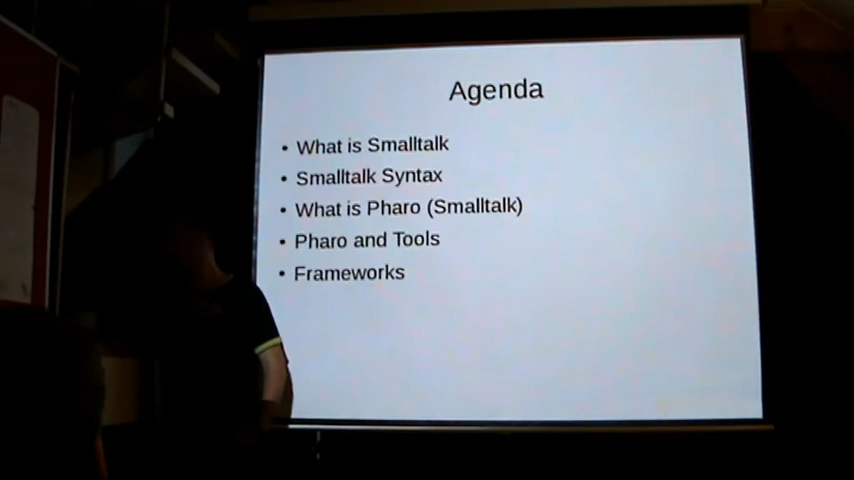 Agenda
• What is Smalltalk
• Smalltalk Syntax
• What is Pharo (Smalltalk)
• Pharo and Tools
• Frameworks